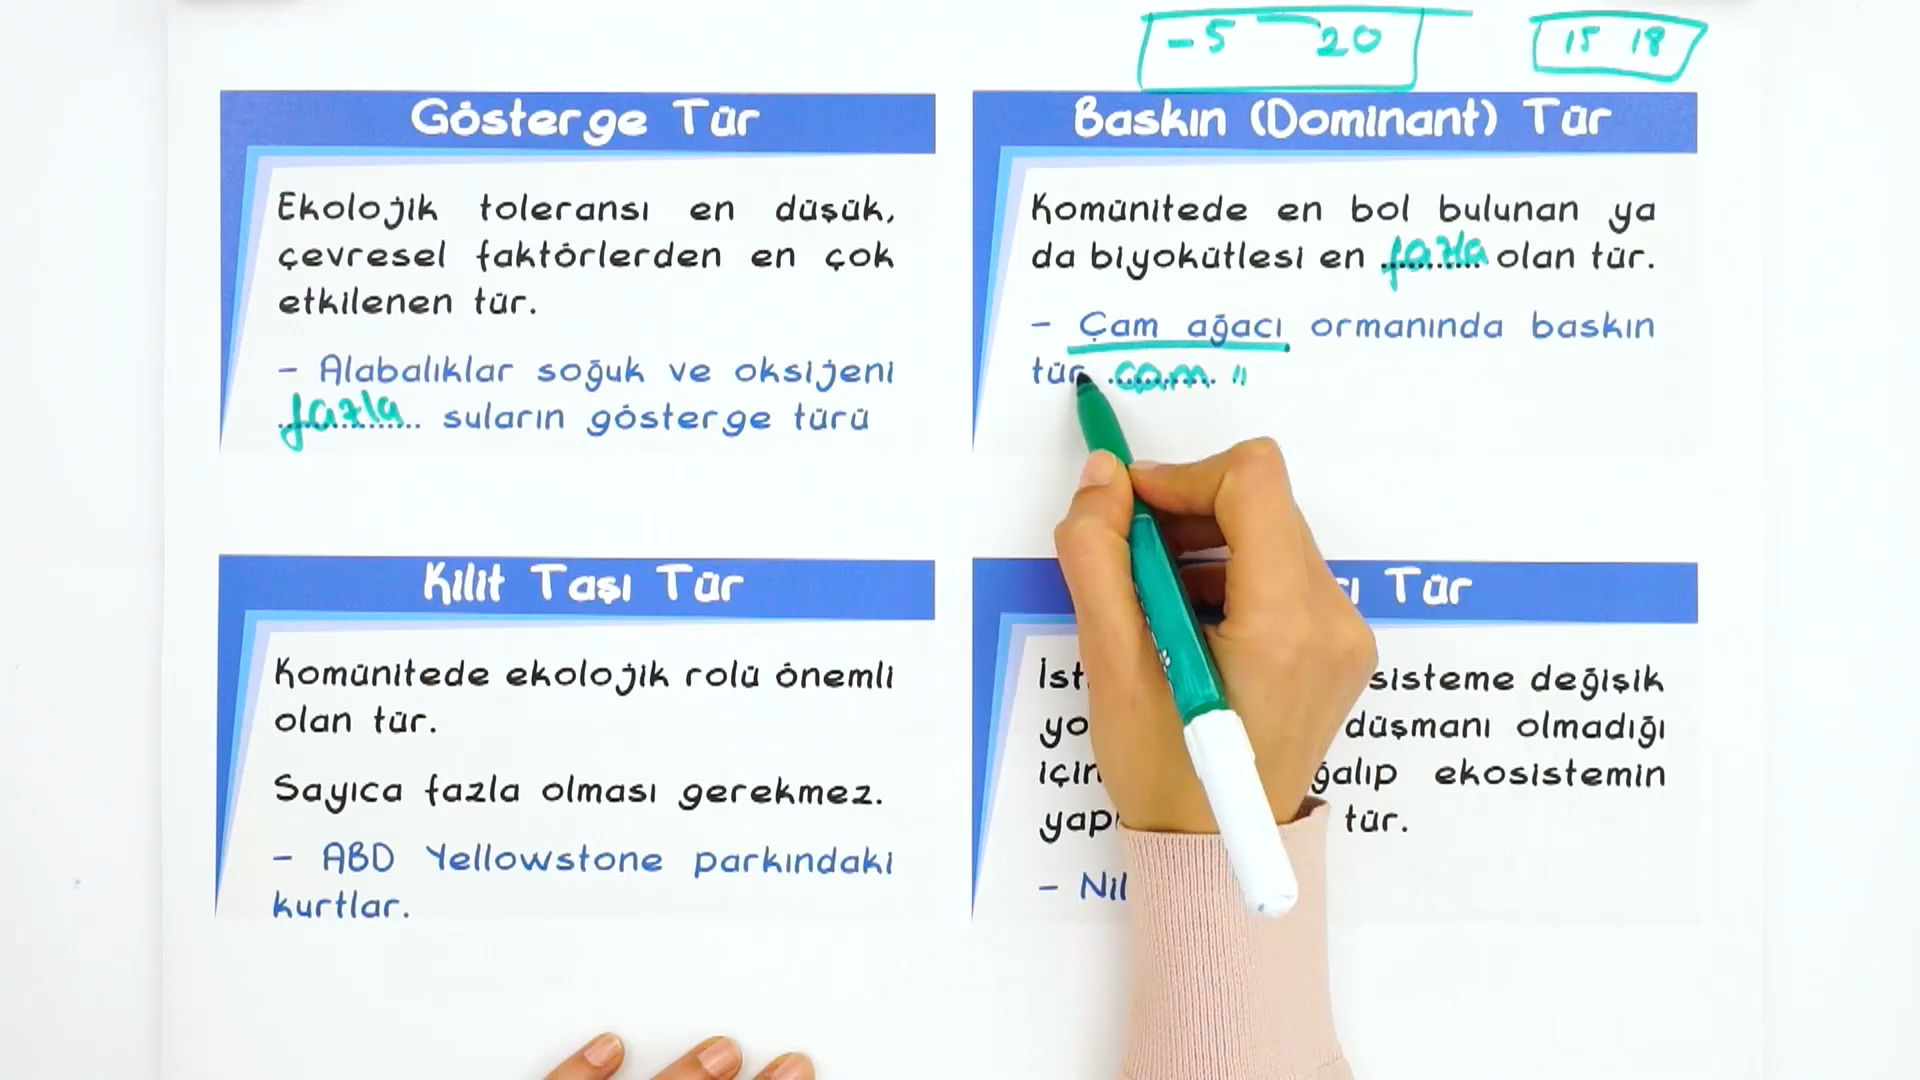 -5 20
15 18
Gösterge Tür
Ekolojik toleransı en düşük,
çevresel faktörlerden en çok
etkilenen tür.
- Alabalıklar soğuk ve oksijeni
fazla suların gösterge türü
Baskın (Dominant) Tür
Komünitede en bol bulunan ya
da biyokütlesi en fazla olan tür.
- Çam ağacı ormanında baskın
tür çam "
Kilit Taşı Tür
Komünitede ekolojik rolü önemli
olan tür.
Sayıca fazla olması gerekmez.
- ABD Yellowstone parkındaki
kurtlar.
Tür
değişik
düşmanı olmadığı
ekosistemin
tür.
- Nil